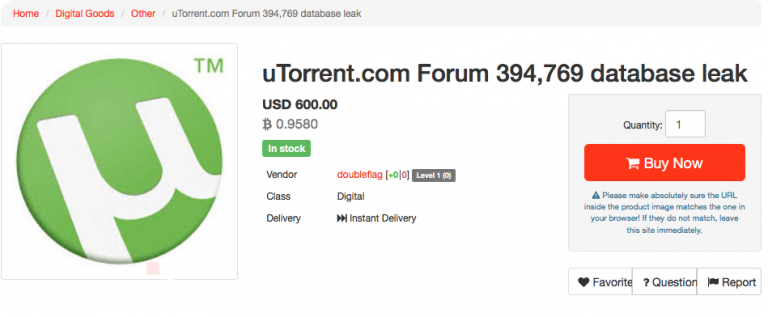 Home / Digital Goods / Other / uTorrent.com Forum 394,769 database leak
TM
uTorrent.com Forum 394,769 database leak
USD 600.00
฿ 0.9580
In stock
Vendor doubleflag [+0|0] Level 1 (0)
Class Digital
Delivery Instant Delivery
Quantity: 1
Buy Now
Please make absolutely sure the URL
inside the product image matches the one in
your browser! If they do not match, leave
this site immediately.
Favorite ? Question Report